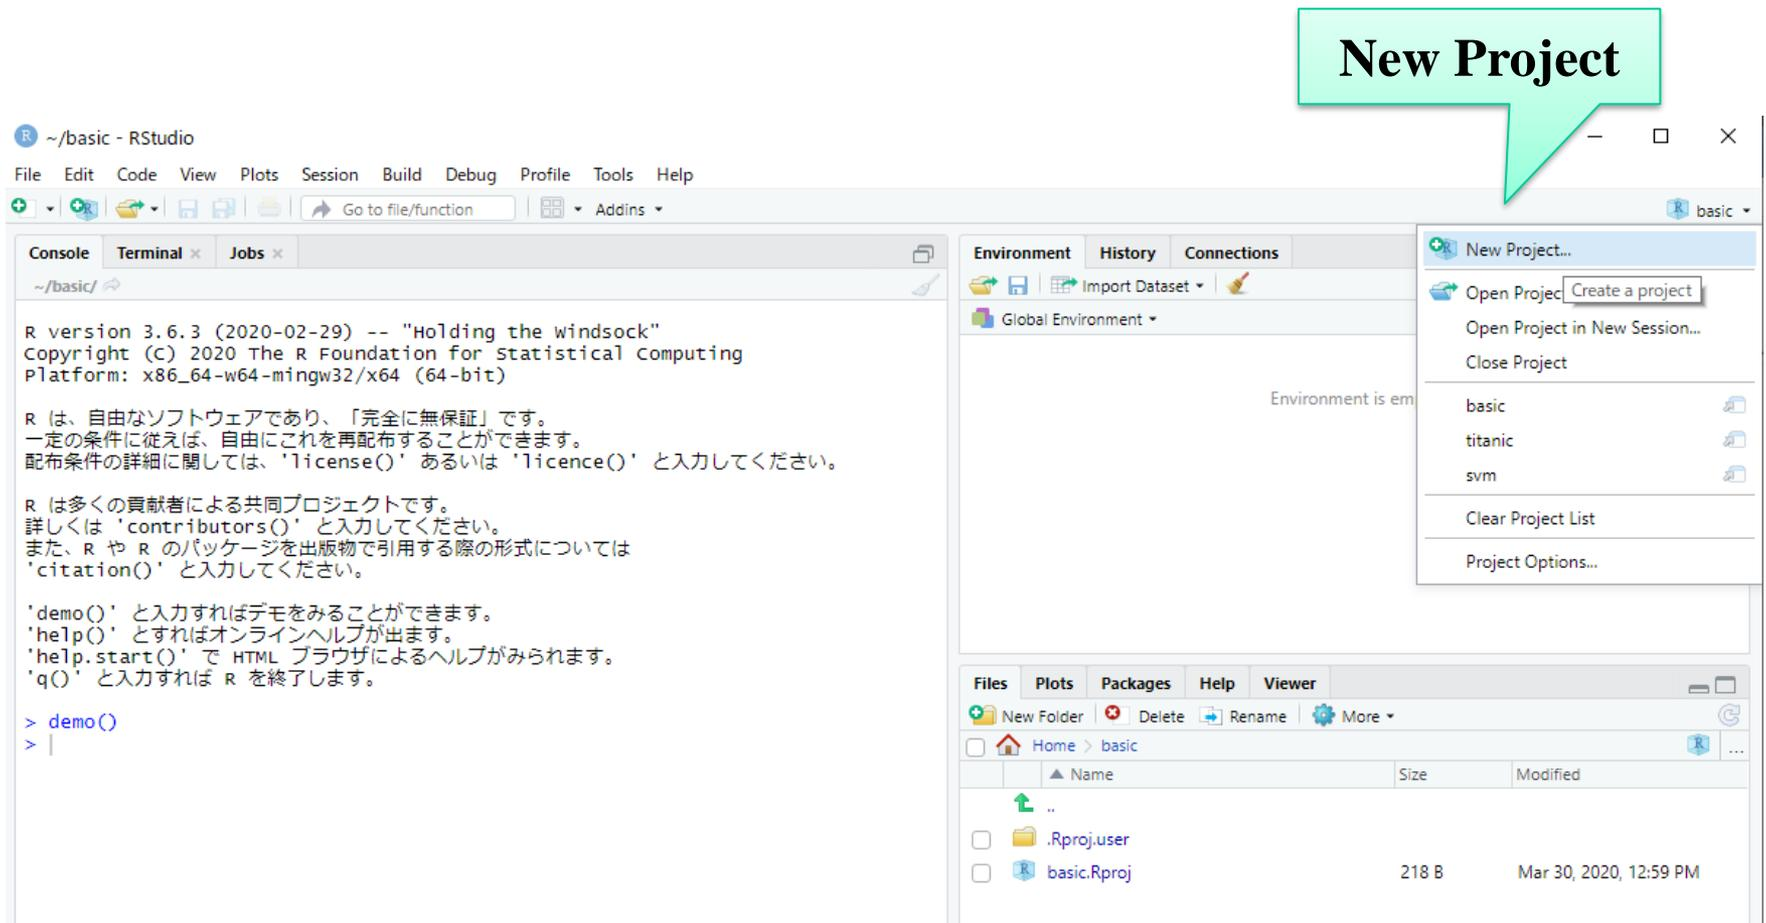 New Project
~/basic - RStudio
File Edit Code View Plots Session Build Debug Profile Tools Help
Go to file/function Addins
basic
Console Terminal Jobs
~/basic/
R version 3.6.3 (2020-02-29) -- "Holding the Windsock"
Copyright (C) 2020 The R Foundation for Statistical Computing
Platform: x86_64-w64-mingw32/x64 (64-bit)
R は、自由なソフトウェアであり、「完全に無保証」です。
一定の条件に従えば、自由にこれを再配布することができます。
配布条件の詳細に関しては、'license()' あるいは 'licence()' と入力してください。
R は多くの貢献者による共同プロジェクトです。
詳しくは 'contributors()' と入力してください。
また、R や R のパッケージを出版物で引用する際の形式については
'citation()' と入力してください。
'demo()' と入力すればデモをみることができます。
'help()' とすればオンラインヘルプが出ます。
'help.start()' で HTML ブラウザによるヘルプがみられます。
'q()' と入力すれば R を終了します。
> demo()
>
Environment History Connections
Import Dataset
Global Environment
Environment is em
New Project...
Open Projec
Create a project
Open Project in New Session...
Close Project
basic
titanic
svm
Clear Project List
Project Options...
Files Plots Packages Help Viewer
New Folder Delete Rename More
Home > basic
...
Name Size Modified
..
.Rproj.user
basic.Rproj 218 B Mar 30, 2020, 12:59 PM